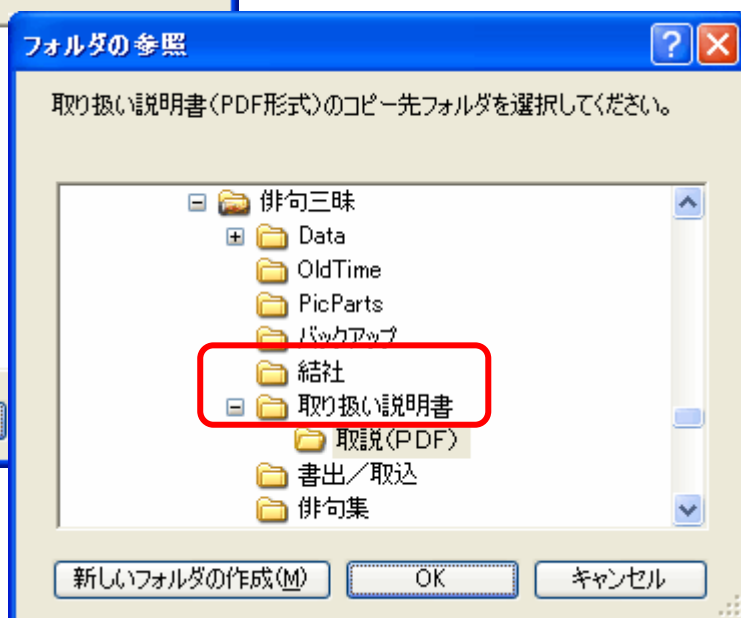 フォルダの参照
取り扱い説明書(PDF形式)のコピー先フォルダを選択してください。
俳句三昧
Data
OldTime
PicParts
バックアップ
結社
取り扱い説明書
取説(PDF)
書出／取込
俳句集
新しいフォルダの作成(M) OK キャンセル